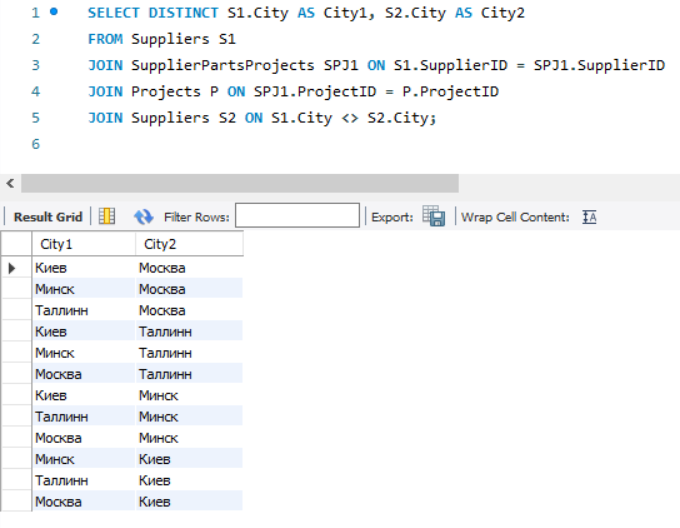 1 SELECT DISTINCT S1.City AS City1, S2.City AS City2
2 FROM Suppliers S1
3 JOIN SupplierPartsProjects SPJ1 ON S1.SupplierID = SPJ1.SupplierID
4 JOIN Projects P ON SPJ1.ProjectID = P.ProjectID
5 JOIN Suppliers S2 ON S1.City <> S2.City;
6
Result Grid Filter Rows: Export: Wrap Cell Content: IA
City1 City2
Киев Москва
Минск Москва
Таллинн Москва
Киев Таллинн
Минск Таллинн
Москва Таллинн
Киев Минск
Таллинн Минск
Москва Минск
Минск Киев
Таллинн Киев
Москва Киев